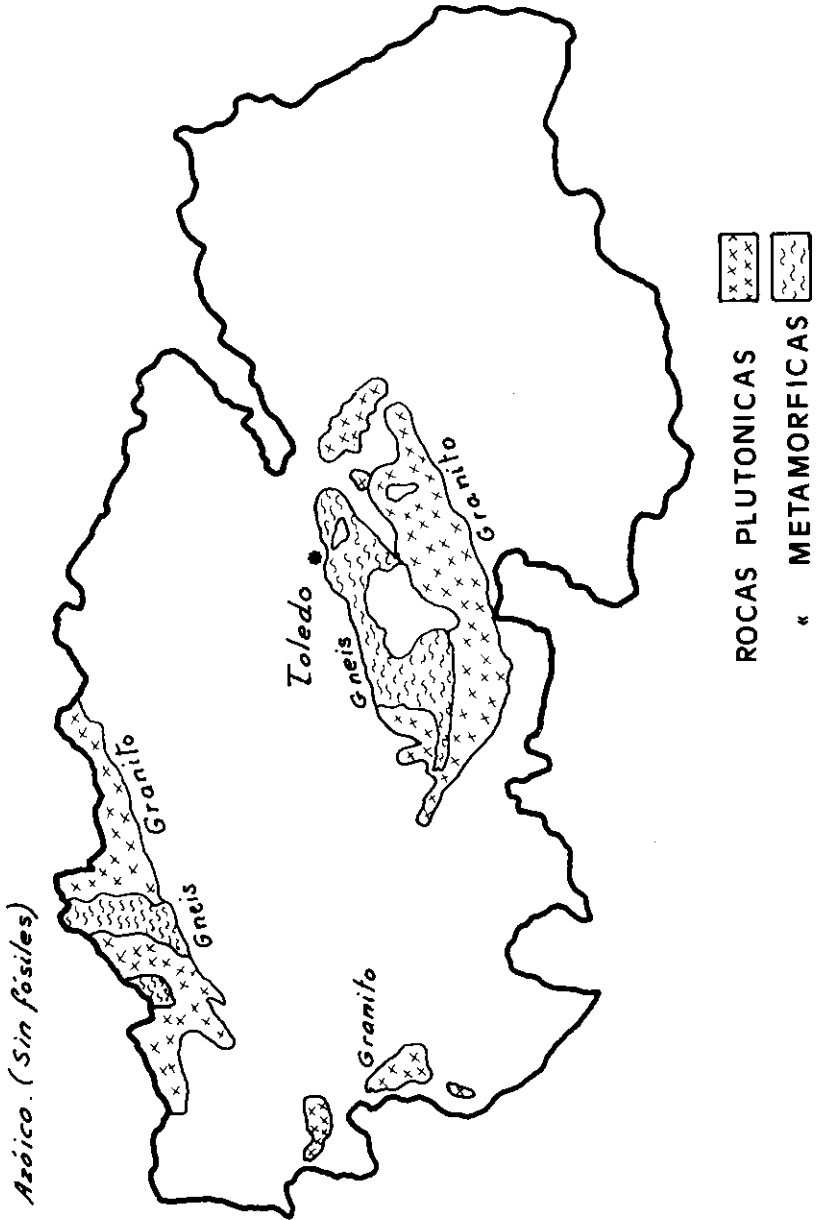 Azóico. (Sin fósiles)
Granito
Gneis
Toledo
Gneis
Granito
Granito
ROCAS PLUTONICAS
« METAMORFICAS